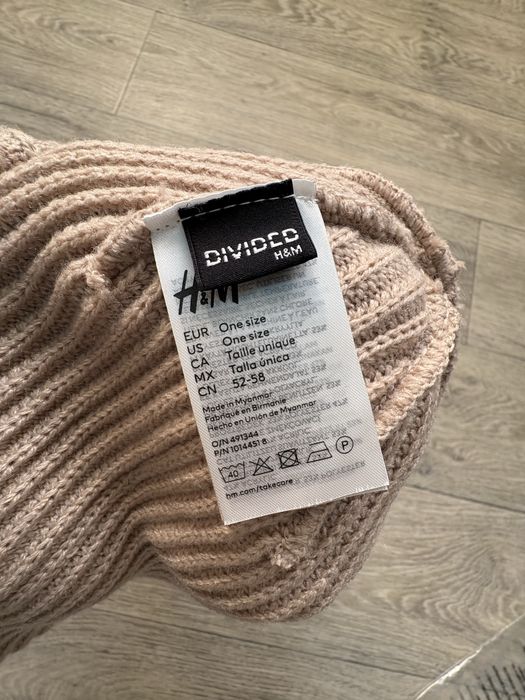 DIVIDED
H&M
H&M
EUR One size
US One size
CA Taille unique
MX Talla única
CN 52-58
Made in Myanmar
Fabriqué en Birmanie
Hecho en Unión de Myanmar
O/N 491344
P/N 1014451 8
40 P
hm.com/takecare